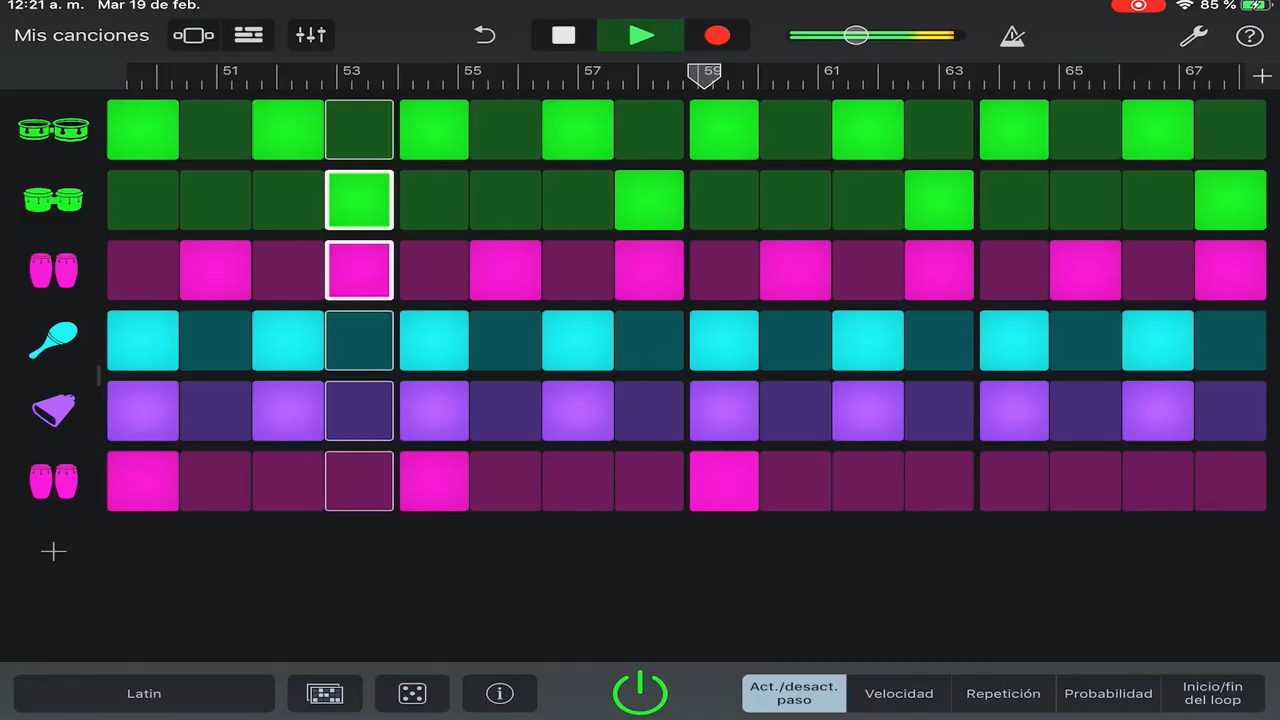 12:21 a. m. Mar 19 de feb.
85 %
Mis canciones
51 53 55 57 59 61 63 65 67
Latin
Act./desact. paso
Velocidad
Repetición
Probabilidad
Inicio/fin del loop